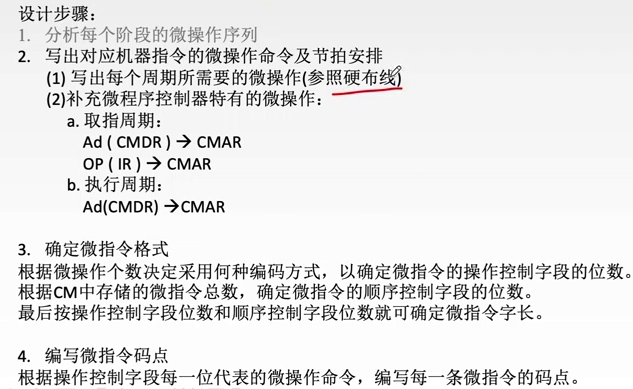 设计步骤：
1. 分析每个阶段的微操作序列
2. 写出对应机器指令的微操作命令及节拍安排
(1) 写出每个周期所需要的微操作(参照硬布线)
(2)补充微程序控制器特有的微操作：
a. 取指周期：
Ad ( CMDR ) → CMAR
OP ( IR ) → CMAR
b. 执行周期：
Ad(CMDR) →CMAR
3. 确定微指令格式
根据微操作个数决定采用何种编码方式，以确定微指令的操作控制字段的位数。
根据CM中存储的微指令总数，确定微指令的顺序控制字段的位数。
最后按操作控制字段位数和顺序控制字段位数就可确定微指令字长。
4. 编写微指令码点
根据操作控制字段每一位代表的微操作命令，编写每一条微指令的码点。